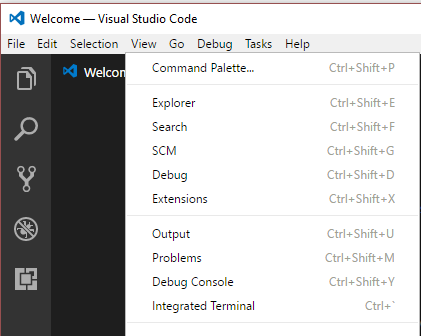 Welcome — Visual Studio Code
File Edit Selection View Go Debug Tasks Help
Command Palette... Ctrl+Shift+P
Explorer Ctrl+Shift+E
Search Ctrl+Shift+F
SCM Ctrl+Shift+G
Debug Ctrl+Shift+D
Extensions Ctrl+Shift+X
Output Ctrl+Shift+U
Problems Ctrl+Shift+M
Debug Console Ctrl+Shift+Y
Integrated Terminal Ctrl+`